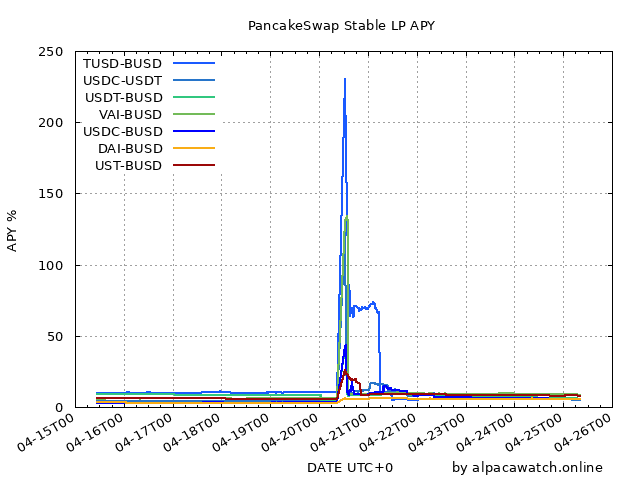 PancakeSwap Stable LP APY
250
200
150
100
50
0
APY %
TUSD-BUSD
USDC-USDT
USDT-BUSD
VAI-BUSD
USDC-BUSD
DAI-BUSD
UST-BUSD
04-15T00
04-16T00
04-17T00
04-18T00
04-19T00
04-20T00
04-21T00
04-22T00
04-23T00
04-24T00
04-25T00
04-26T00
DATE UTC+0
by alpacawatch.online